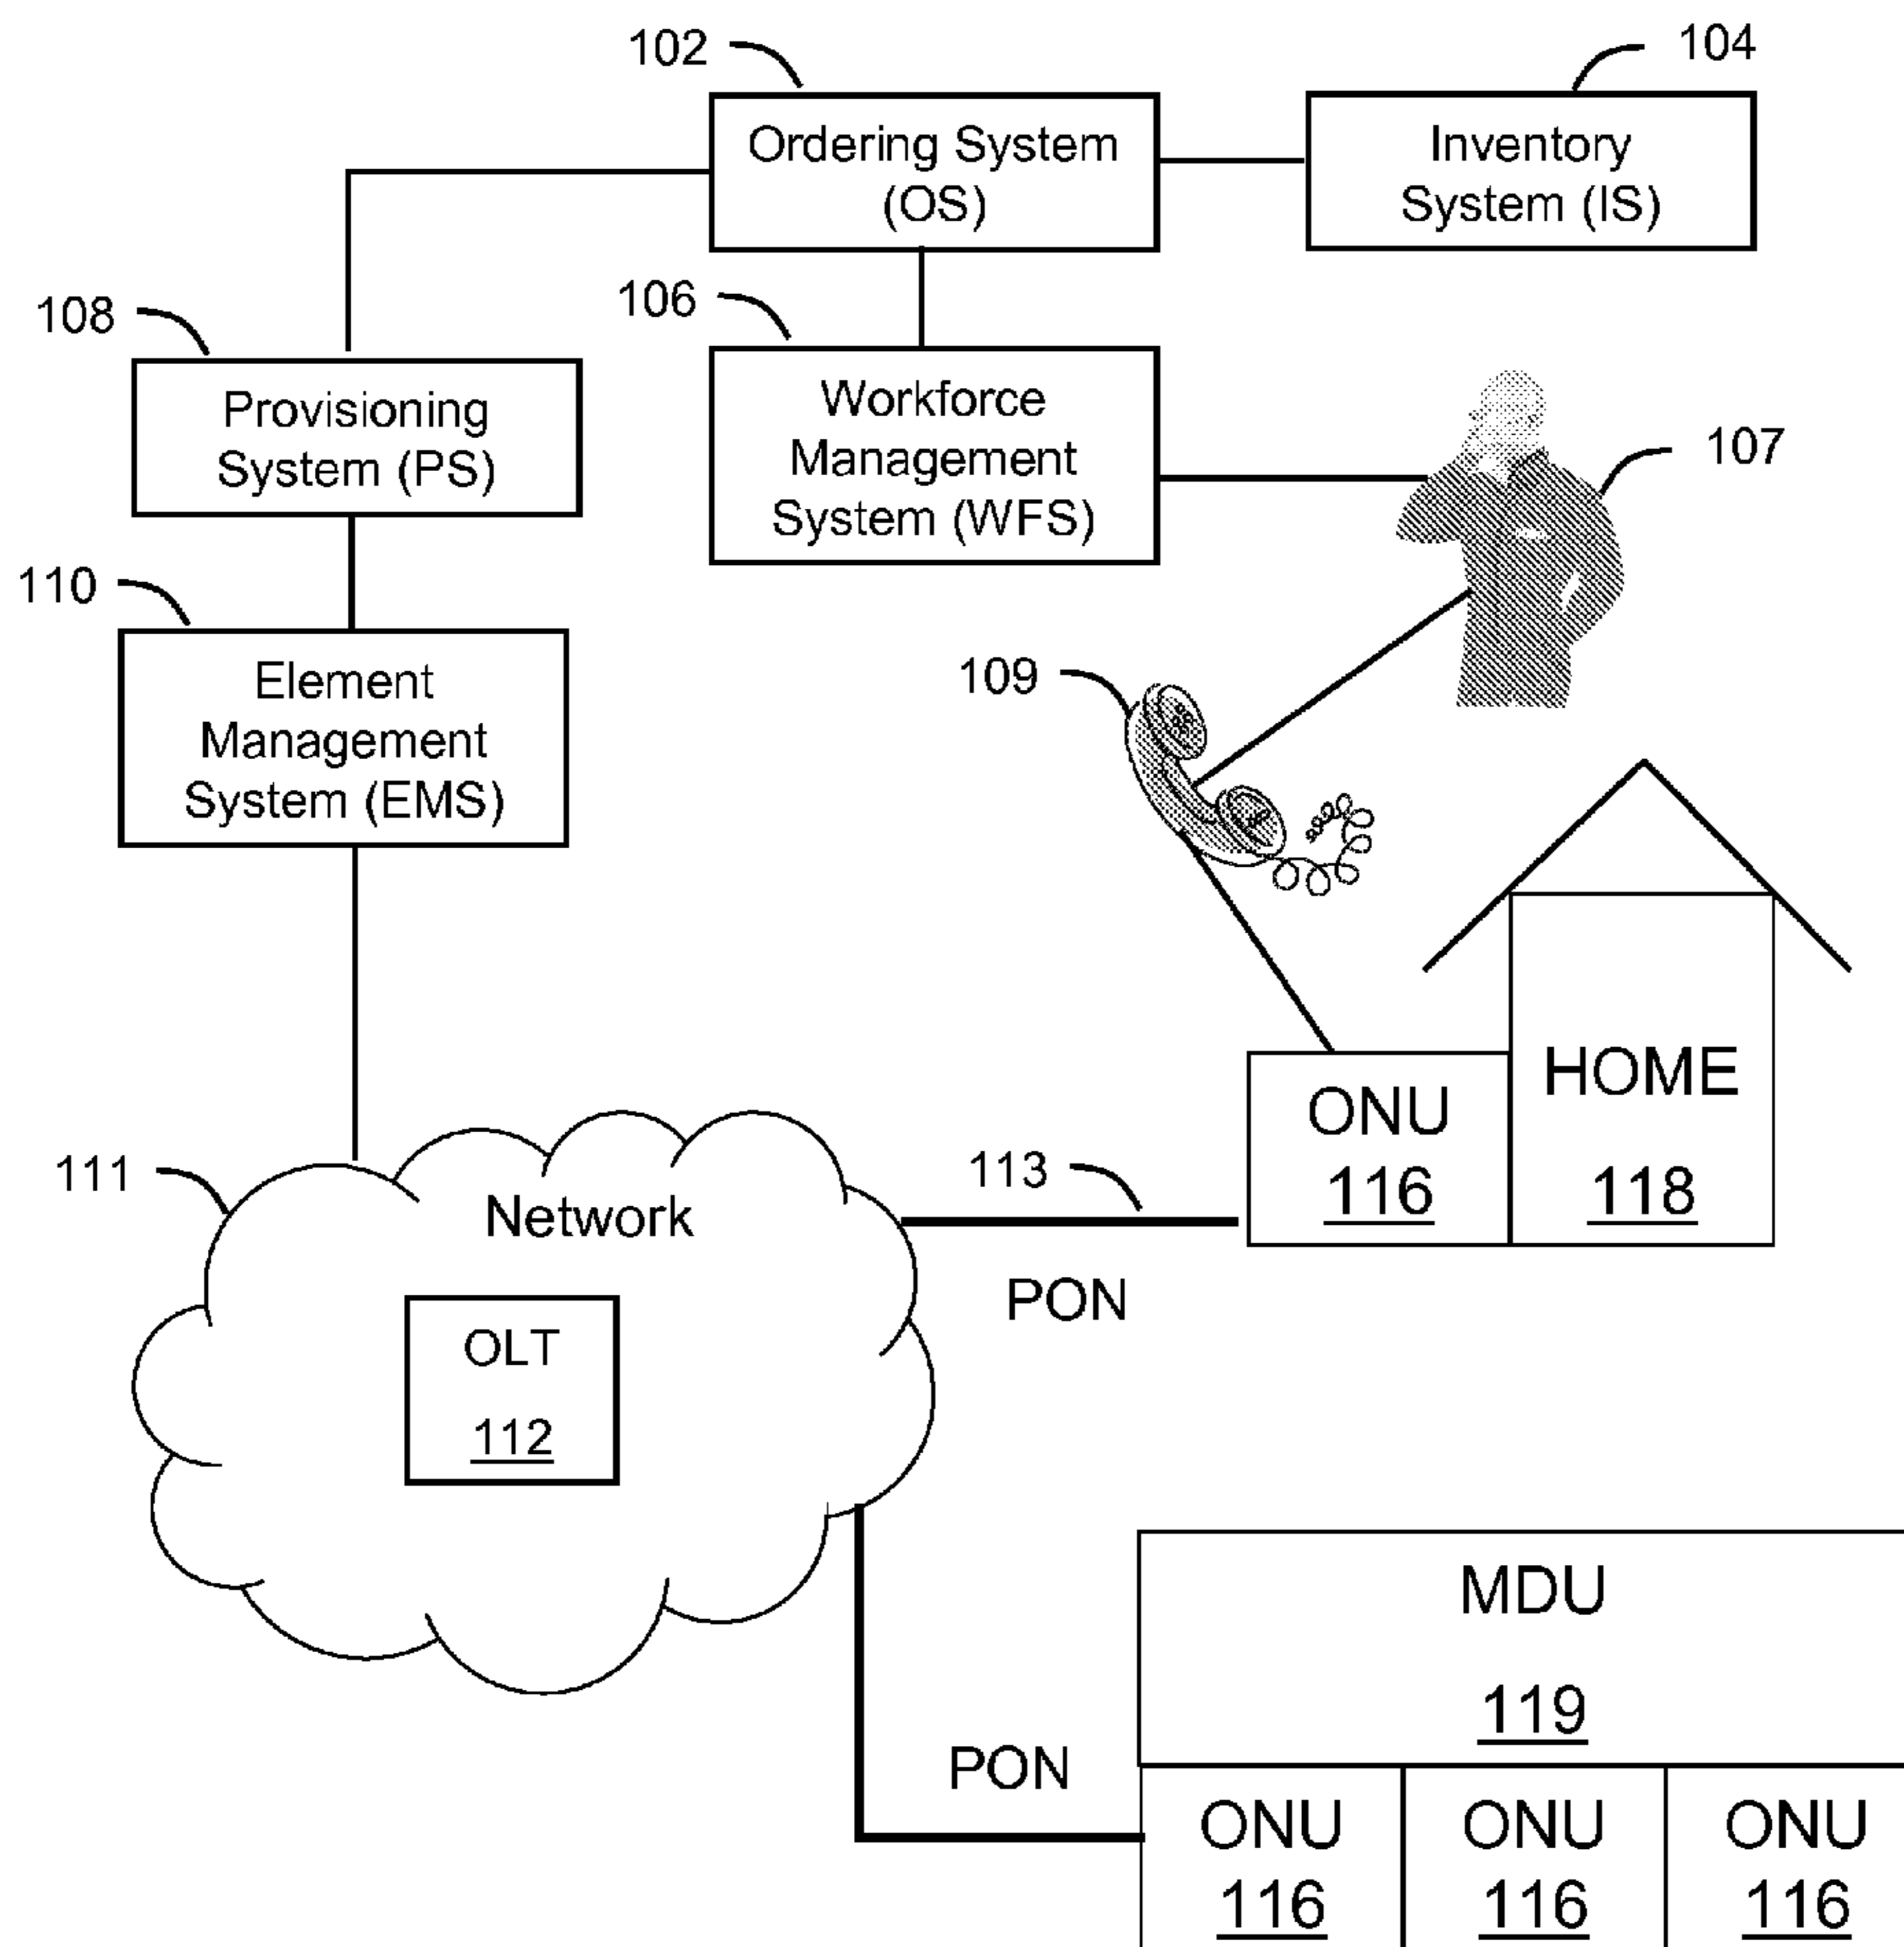 102
104
Ordering System
(OS)
Inventory
System (IS)
108
106
Provisioning
System (PS)
Workforce
Management
System (WFS)
107
110
Element
Management
System (EMS)
109
HOME
118
ONU
116
111
113
Network
PON
OLT
112
MDU
119
PON
ONU
116
ONU
116
ONU
116